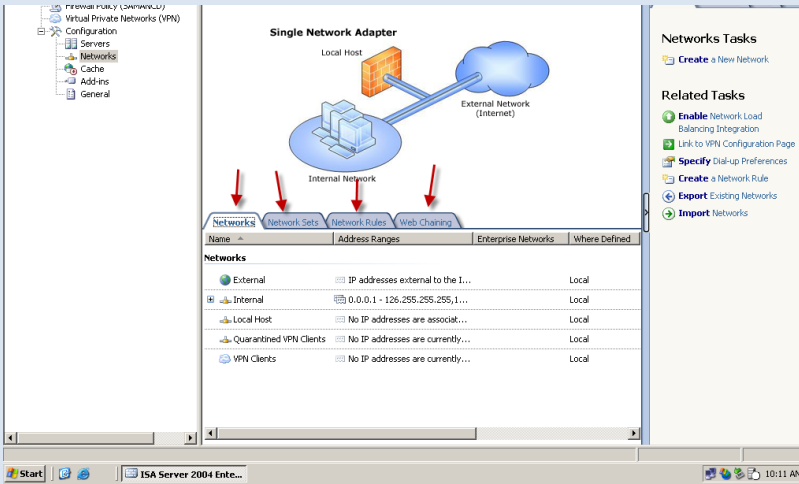 Firewall Policy (SAMANCO)
Virtual Private Networks (VPN)
Configuration
Servers
Networks
Cache
Add-ins
General
Single Network Adapter
Local Host
External Network
(Internet)
Internal Network
Networks
Network Sets
Network Rules
Web Chaining
Name
Address Ranges
Enterprise Networks
Where Defined
Networks
External
IP addresses external to the I...
Local
Internal
0.0.0.1 - 126.255.255.255,1...
Local
Local Host
No IP addresses are associat...
Local
Quarantined VPN Clients
No IP addresses are currently...
Local
VPN Clients
No IP addresses are currently...
Local
Networks Tasks
Create a New Network
Related Tasks
Enable Network Load
Balancing Integration
Link to VPN Configuration Page
Specify Dial-up Preferences
Create a Network Rule
Export Existing Networks
Import Networks
Start
ISA Server 2004 Ente...
10:11 AM